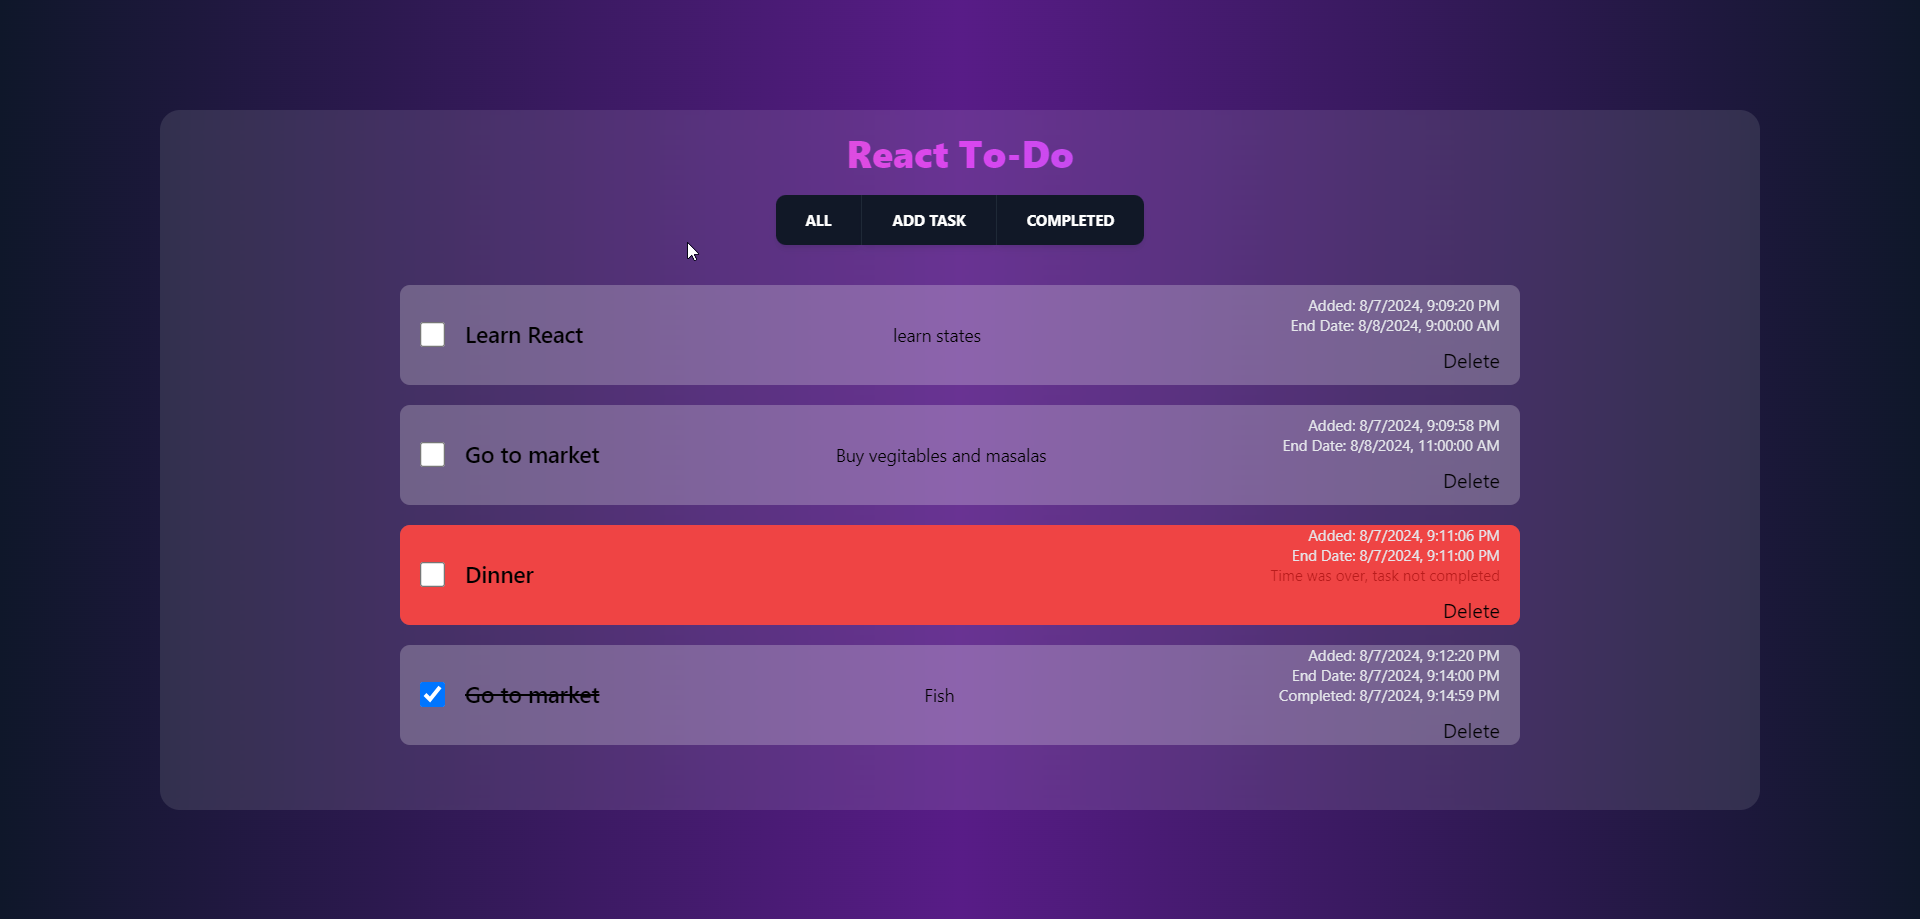 React To-Do
ALL ADD TASK COMPLETED
Learn React
learn states
Added: 8/7/2024, 9:09:20 PM
End Date: 8/8/2024, 9:00:00 AM
Delete
Go to market
Buy vegitables and masalas
Added: 8/7/2024, 9:09:58 PM
End Date: 8/8/2024, 11:00:00 AM
Delete
Dinner
Added: 8/7/2024, 9:11:06 PM
End Date: 8/7/2024, 9:11:00 PM
Time was over, task not completed
Delete
Go to market
Fish
Added: 8/7/2024, 9:12:20 PM
End Date: 8/7/2024, 9:14:00 PM
Completed: 8/7/2024, 9:14:59 PM
Delete